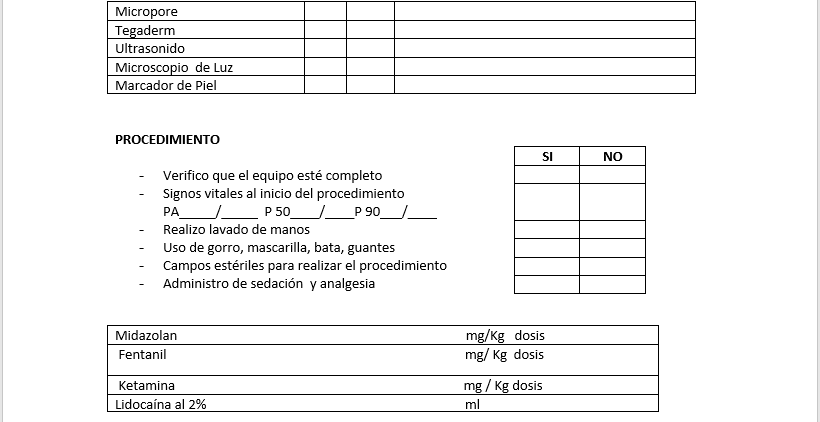 Micropore
Tegaderm
Ultrasonido
Microscopio de Luz
Marcador de Piel
PROCEDIMIENTO
SI NO
- Verifico que el equipo esté completo
- Signos vitales al inicio del procedimiento
PA_____/_____ P 50____/____P 90___/____
- Realizo lavado de manos
- Uso de gorro, mascarilla, bata, guantes
- Campos estériles para realizar el procedimiento
- Administro de sedación y analgesia
Midazolan mg/Kg dosis
Fentanil mg/ Kg dosis
Ketamina mg / Kg dosis
Lidocaína al 2% ml